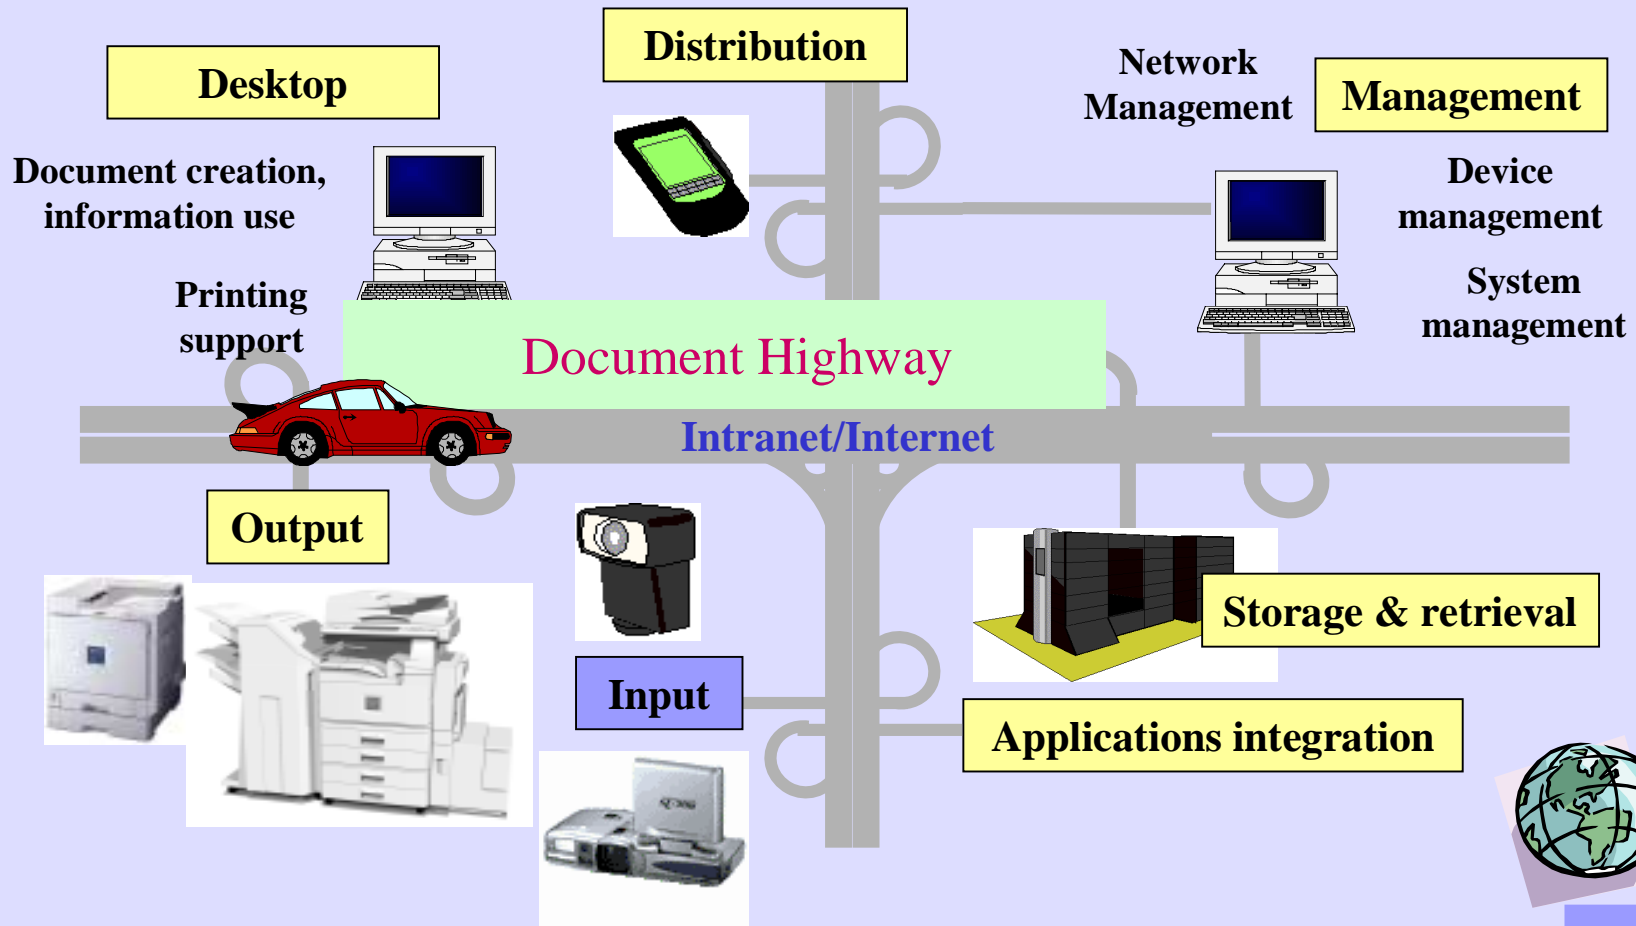 Distribution
Desktop
Network
Management
Management
Document creation,
information use
Device
management
Printing
support
System
management
Document Highway
Intranet/Internet
Output
Storage & retrieval
Input
Applications integration